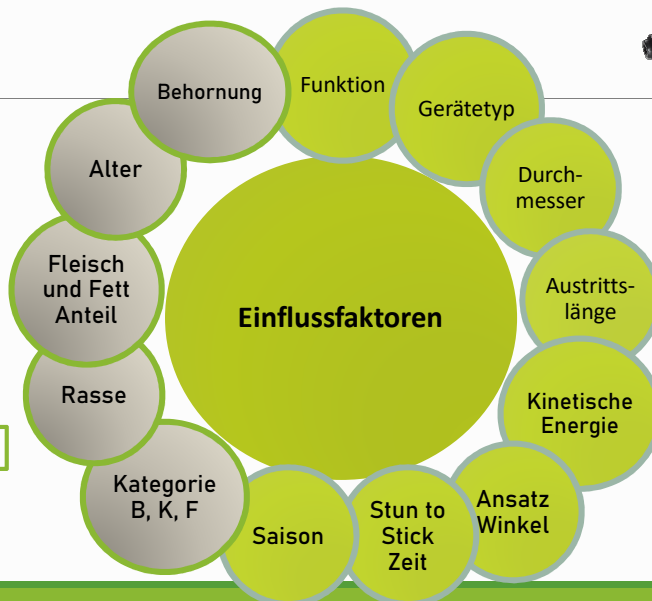 Behornung
Funktion
Gerätetyp
Durch-
messer
Austritts-
länge
Kinetische
Energie
Ansatz
Winkel
Stun to
Stick
Zeit
Saison
Kategorie
B, K, F
Rasse
Fleisch
und Fett
Anteil
Alter
Einflussfaktoren